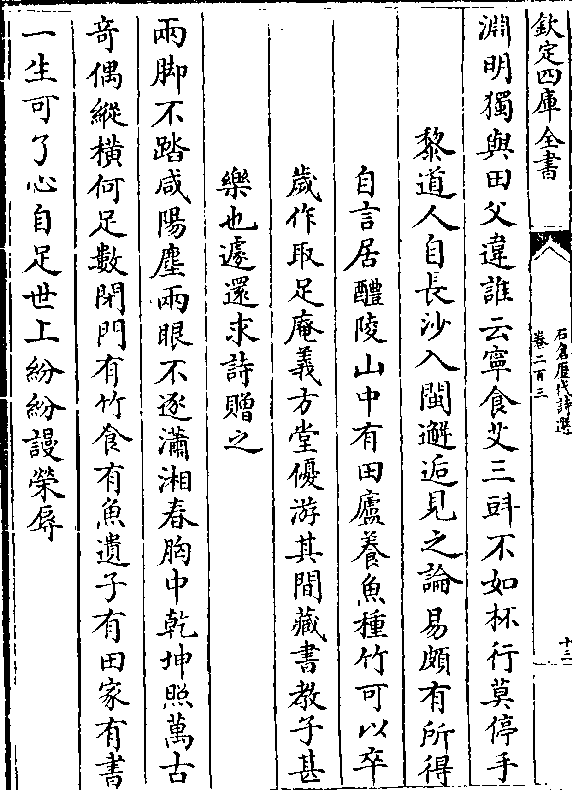 欽定四庫全書
石倉歷代詩選
卷二百三
十三
淵明獨與田父違誰云寧食艾三斗不如杯行莫停手
黎道人自長沙入閩邂逅見之論易頗有所得
自言居醴陵山中有田廬養魚種竹可以卒
歲作取足庵義方堂優游其間藏書教子甚
樂也遽還求詩贈之
兩脚不踏咸陽塵兩眼不逐瀟湘春胸中乾坤照萬古
竒偶縱橫何足數閉門有竹食有魚遺子有田家有書
一生可了心自足世上紛紛謾榮辱